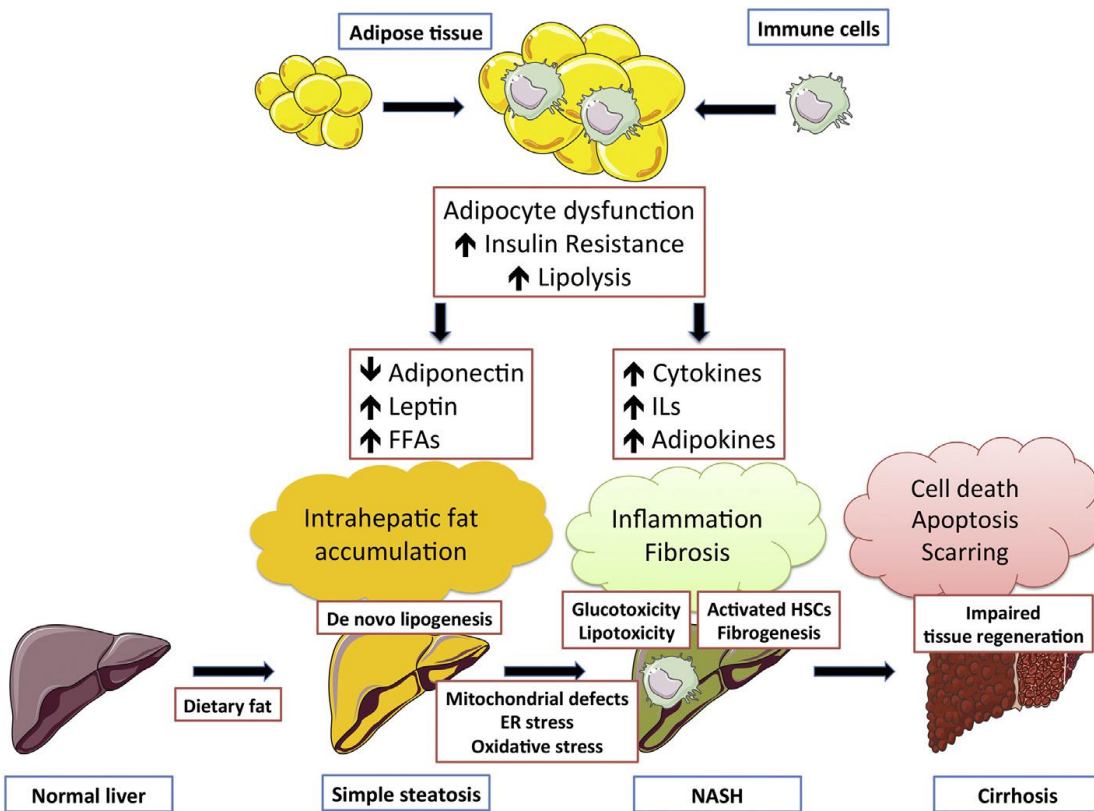 Adipose tissue
Immune cells
Adipocyte dysfunction
↑ Insulin Resistance
↑ Lipolysis
↓ Adiponectin
↑ Leptin
↑ FFAs
↑ Cytokines
↑ ILs
↑ Adipokines
Intrahepatic fat
accumulation
Inflammation
Fibrosis
Cell death
Apoptosis
Scarring
De novo lipogenesis
Glucotoxicity
Lipotoxicity
Activated HSCs
Fibrogenesis
Impaired
tissue regeneration
Dietary fat
Mitochondrial defects
ER stress
Oxidative stress
Normal liver
Simple steatosis
NASH
Cirrhosis